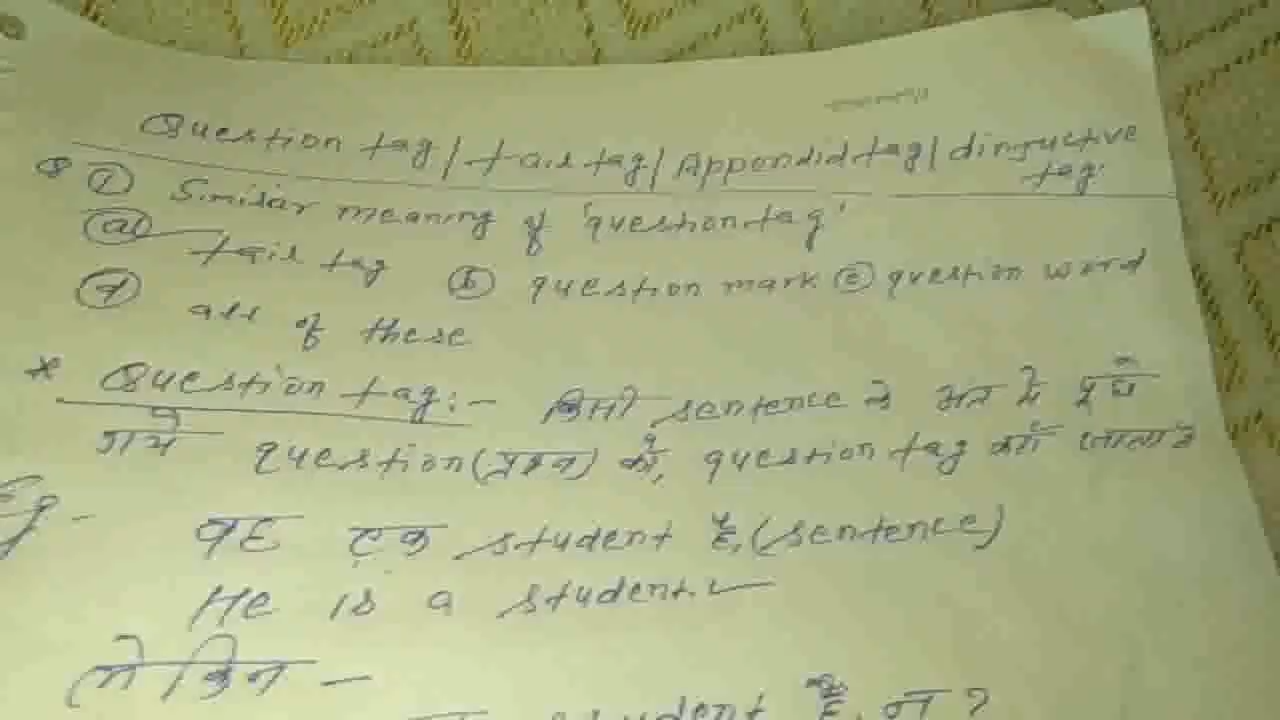 Question tag / tail tag / Appendid tag / dinjuctive
tag
Q ① Similar meaning of 'question tag'
ⓐ tail tag ⓑ question mark ⓒ question word
ⓓ all of these
* Question tag :- किसी sentence के अंत में पूछे
गये question (प्रश्न) को, question tag कहाँ जाता है
Eg - वह एक student है, (sentence)
He is a student.
लेकिन -
student है, न ?